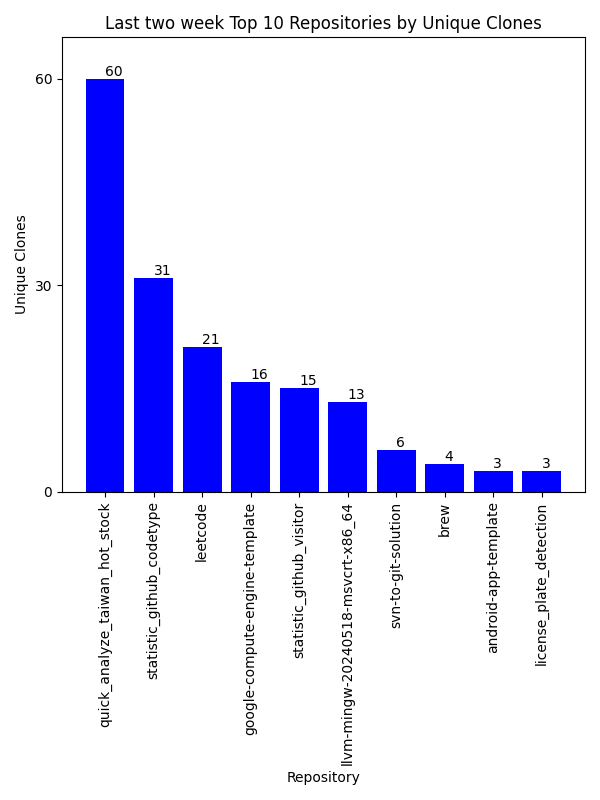 Last two week Top 10 Repositories by Unique Clones
Unique Clones
60
30
0
60
31
21
16
15
13
6
4
3
3
quick_analyze_taiwan_hot_stock
statistic_github_codetype
leetcode
google-compute-engine-template
statistic_github_visitor
llvm-mingw-20240518-msvcrt-x86_64
svn-to-git-solution
brew
android-app-template
license_plate_detection
Repository